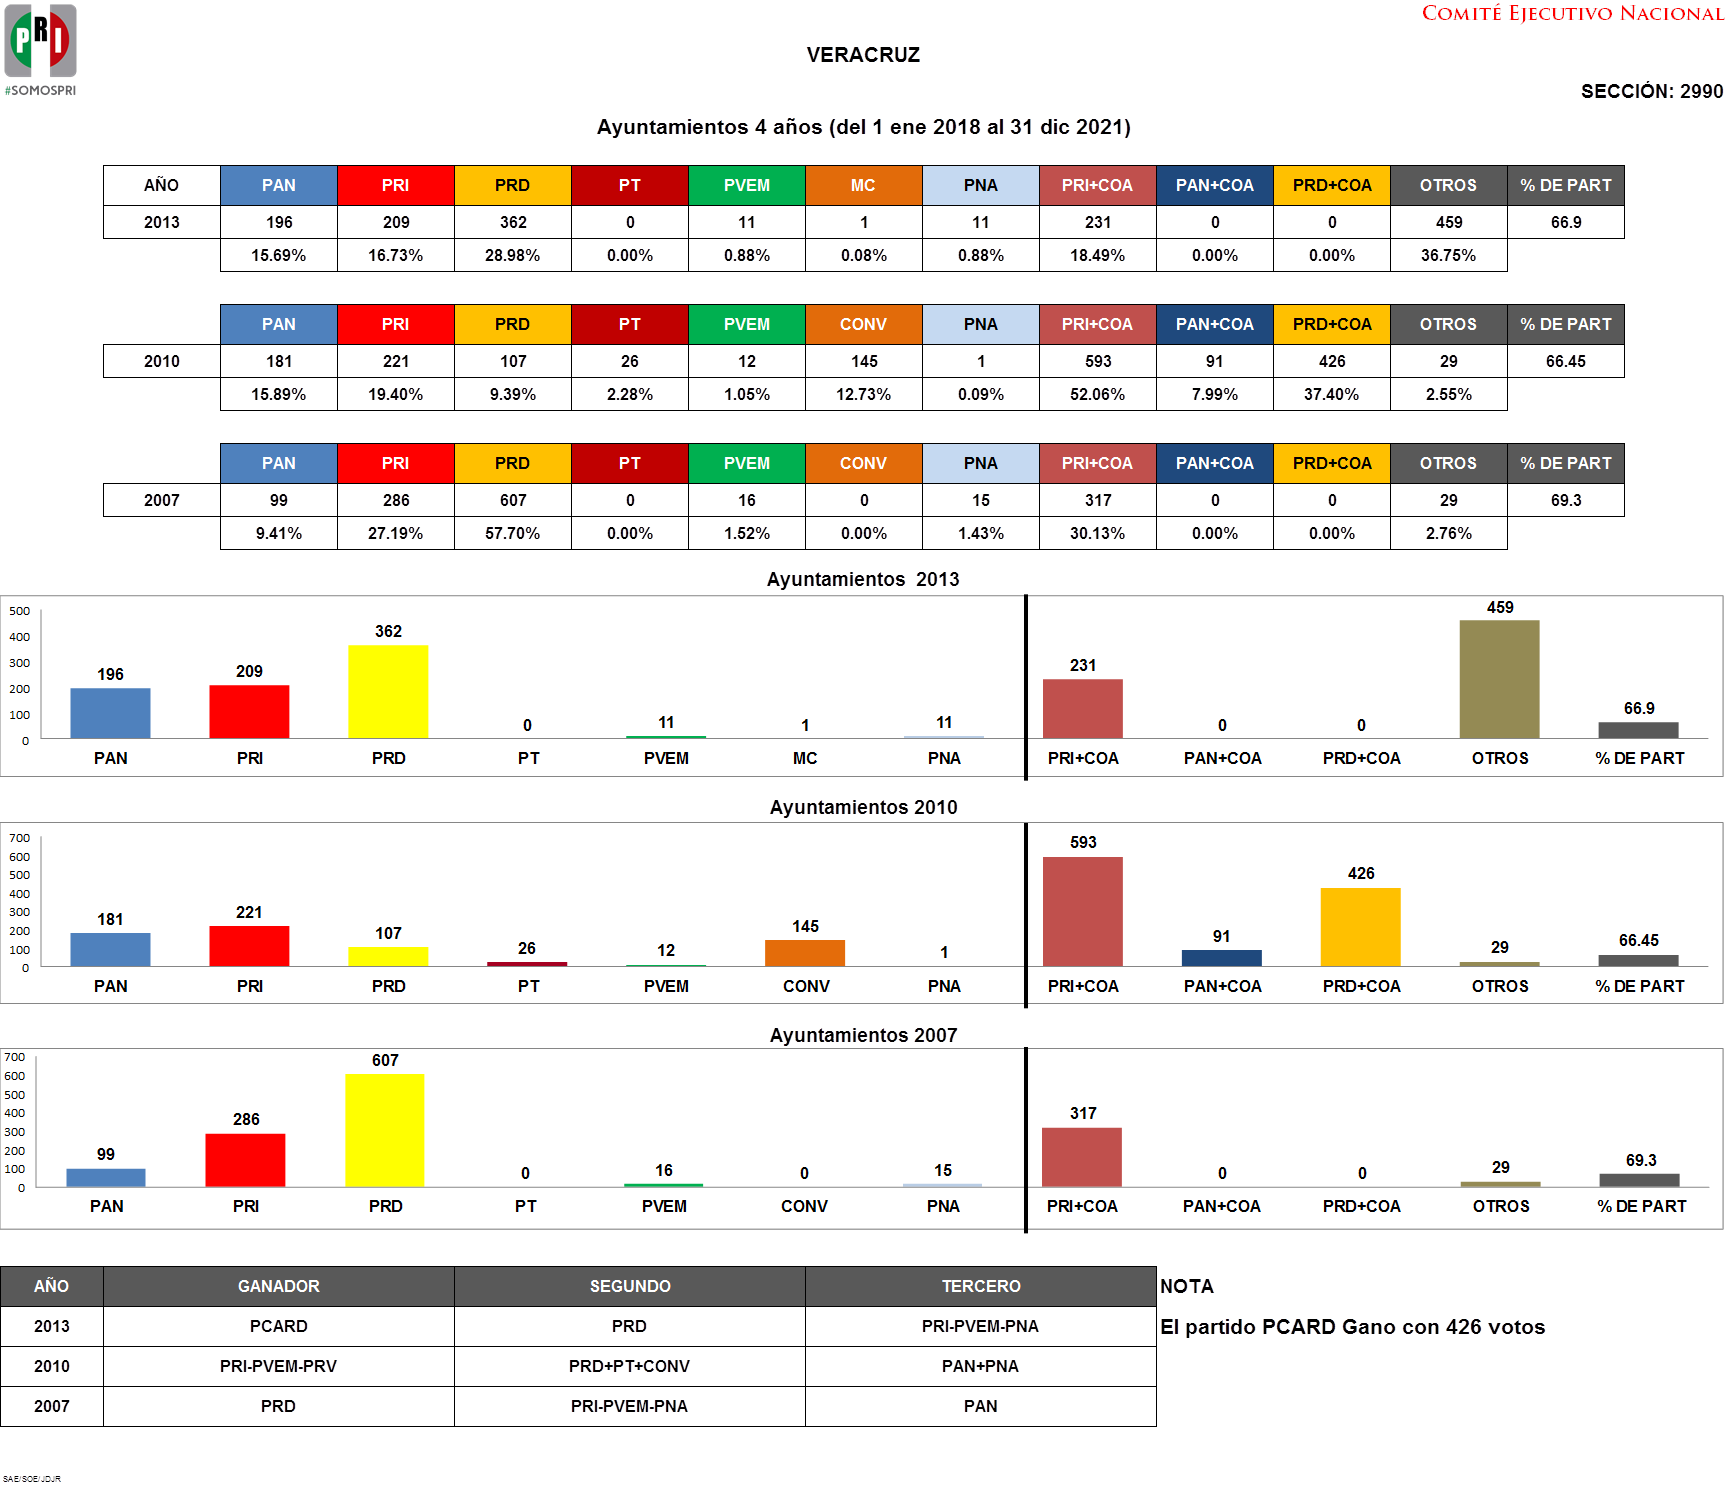 PRI
#SOMOSPRI
COMITÉ EJECUTIVO NACIONAL
VERACRUZ
SECCIÓN: 2990
Ayuntamientos 4 años (del 1 ene 2018 al 31 dic 2021)
AÑO PAN PRI PRD PT PVEM MC PNA PRI+COA PAN+COA PRD+COA OTROS % DE PART
2013 196 209 362 0 11 1 11 231 0 0 459 66.9
15.69% 16.73% 28.98% 0.00% 0.88% 0.08% 0.88% 18.49% 0.00% 0.00% 36.75%
PAN PRI PRD PT PVEM CONV PNA PRI+COA PAN+COA PRD+COA OTROS % DE PART
2010 181 221 107 26 12 145 1 593 91 426 29 66.45
15.89% 19.40% 9.39% 2.28% 1.05% 12.73% 0.09% 52.06% 7.99% 37.40% 2.55%
PAN PRI PRD PT PVEM CONV PNA PRI+COA PAN+COA PRD+COA OTROS % DE PART
2007 99 286 607 0 16 0 15 317 0 0 29 69.3
9.41% 27.19% 57.70% 0.00% 1.52% 0.00% 1.43% 30.13% 0.00% 0.00% 2.76%
Ayuntamientos 2013
500
400
300
200
100
0
196 209 362 0 11 1 11 231 0 0 459 66.9
PAN PRI PRD PT PVEM MC PNA PRI+COA PAN+COA PRD+COA OTROS % DE PART
Ayuntamientos 2010
700
600
500
400
300
200
100
0
181 221 107 26 12 145 1 593 91 426 29 66.45
PAN PRI PRD PT PVEM CONV PNA PRI+COA PAN+COA PRD+COA OTROS % DE PART
Ayuntamientos 2007
700
600
500
400
300
200
100
0
99 286 607 0 16 0 15 317 0 0 29 69.3
PAN PRI PRD PT PVEM CONV PNA PRI+COA PAN+COA PRD+COA OTROS % DE PART
AÑO GANADOR SEGUNDO TERCERO NOTA
2013 PCARD PRD PRI-PVEM-PNA El partido PCARD Gano con 426 votos
2010 PRI-PVEM-PRV PRD+PT+CONV PAN+PNA
2007 PRD PRI-PVEM-PNA PAN
SAE/SOE/JDJR